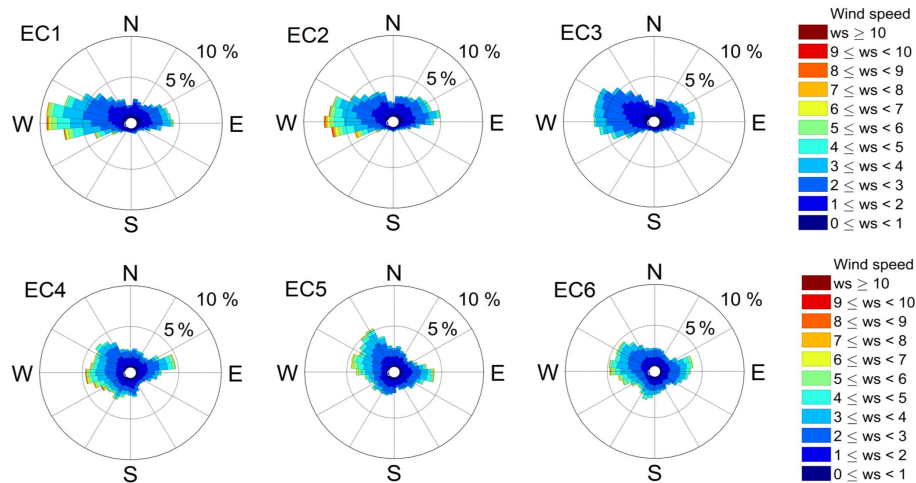 EC1
N
10 %
5 %
W
E
S
EC2
N
10 %
5 %
W
E
S
EC3
N
10 %
5 %
W
E
S
Wind speed
ws ≥ 10
9 ≤ ws < 10
8 ≤ ws < 9
7 ≤ ws < 8
6 ≤ ws < 7
5 ≤ ws < 6
4 ≤ ws < 5
3 ≤ ws < 4
2 ≤ ws < 3
1 ≤ ws < 2
0 ≤ ws < 1
EC4
N
10 %
5 %
W
E
S
EC5
N
10 %
5 %
W
E
S
EC6
N
10 %
5 %
W
E
S
Wind speed
ws ≥ 10
9 ≤ ws < 10
8 ≤ ws < 9
7 ≤ ws < 8
6 ≤ ws < 7
5 ≤ ws < 6
4 ≤ ws < 5
3 ≤ ws < 4
2 ≤ ws < 3
1 ≤ ws < 2
0 ≤ ws < 1